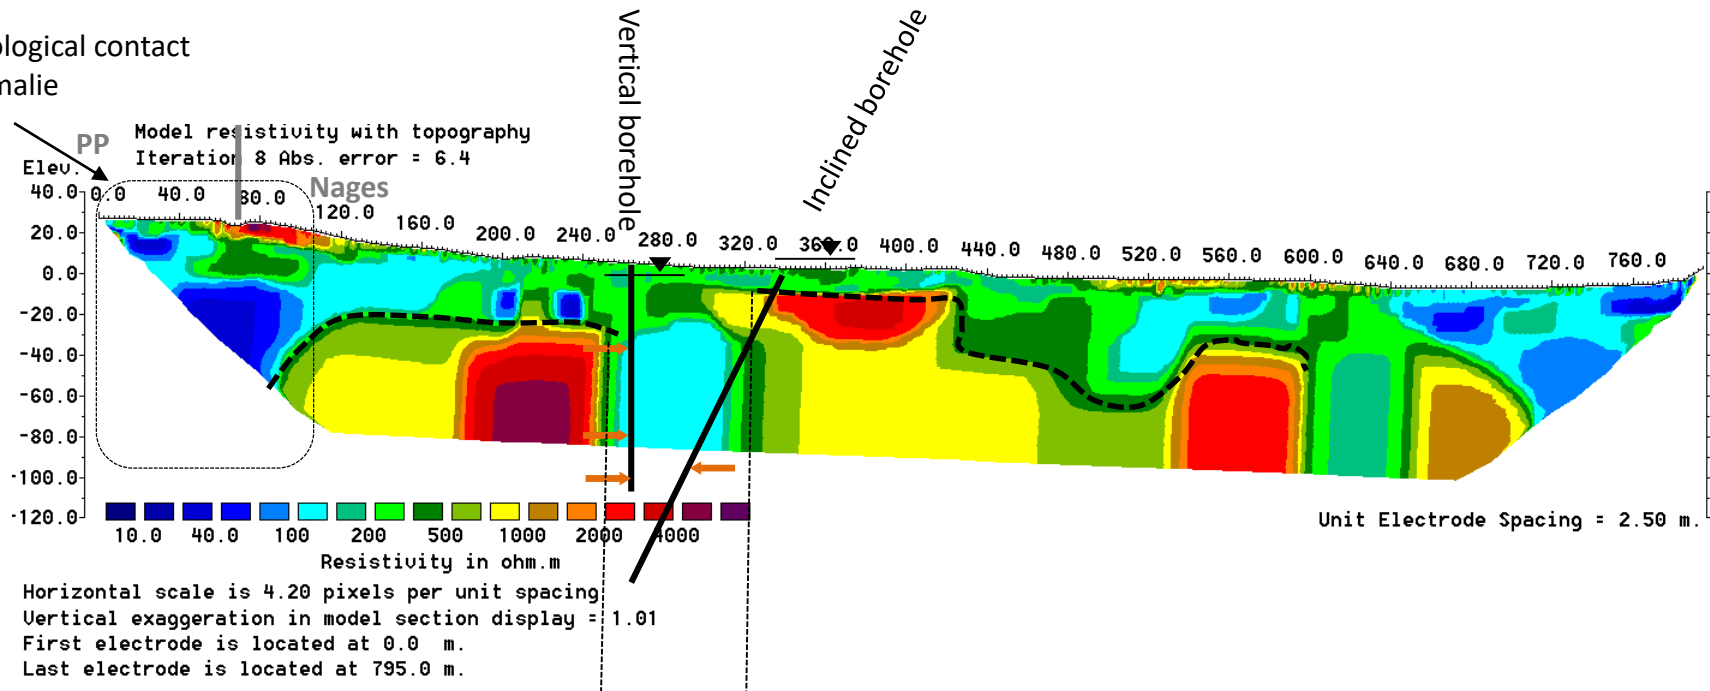 ological contact
malie
Vertical borehole
Inclined borehole
PP
Model resistivity with topography
Iteration 8 Abs. error = 6.4
Nages
Elev.
0.0 40.0 80.0 120.0 160.0 200.0 240.0 280.0 320.0 360.0 400.0 440.0 480.0 520.0 560.0 600.0 640.0 680.0 720.0 760.0
40.0
20.0
0.0
-20.0
-40.0
-60.0
-80.0
-100.0
-120.0
10.0 40.0 100 200 500 1000 2000 4000
Resistivity in ohm.m
Unit Electrode Spacing = 2.50 m.
Horizontal scale is 4.20 pixels per unit spacing
Vertical exaggeration in model section display = 1.01
First electrode is located at 0.0 m.
Last electrode is located at 795.0 m.